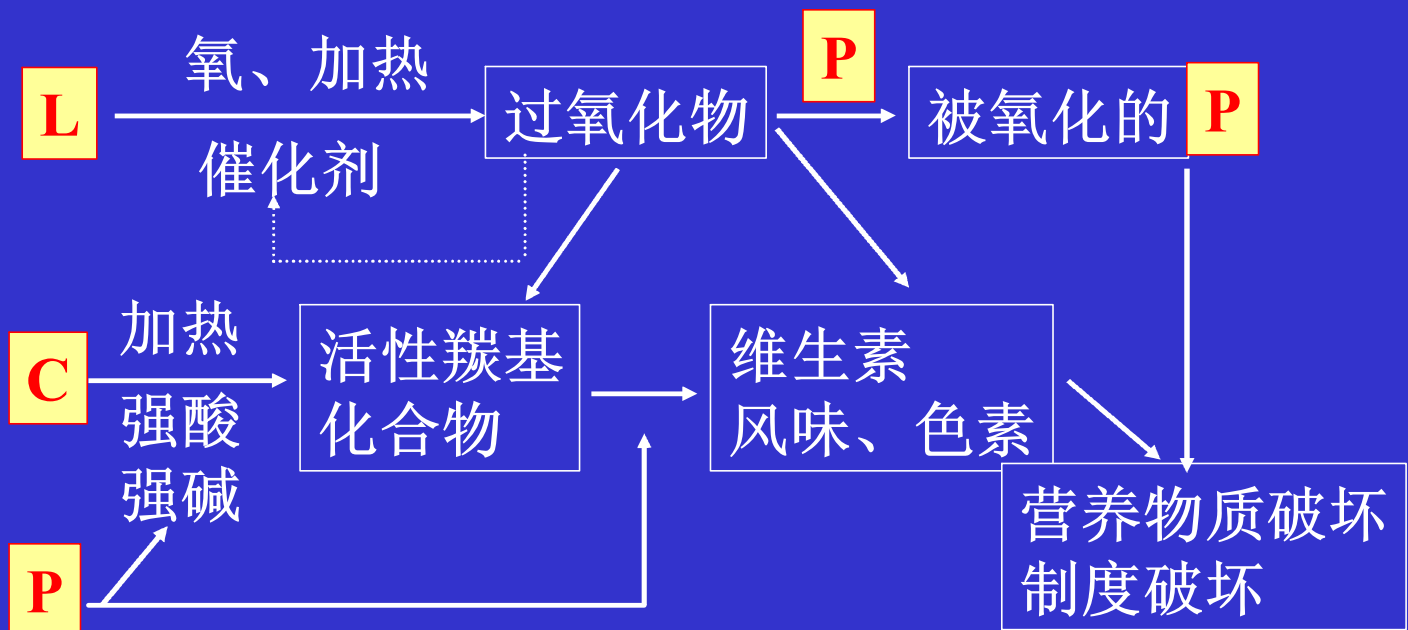 氧、加热
P
L
过氧化物
被氧化的
P
催化剂
加热
C
强酸
强碱
活性羰基
化合物
维生素
风味、色素
P
营养物质破坏
制度破坏